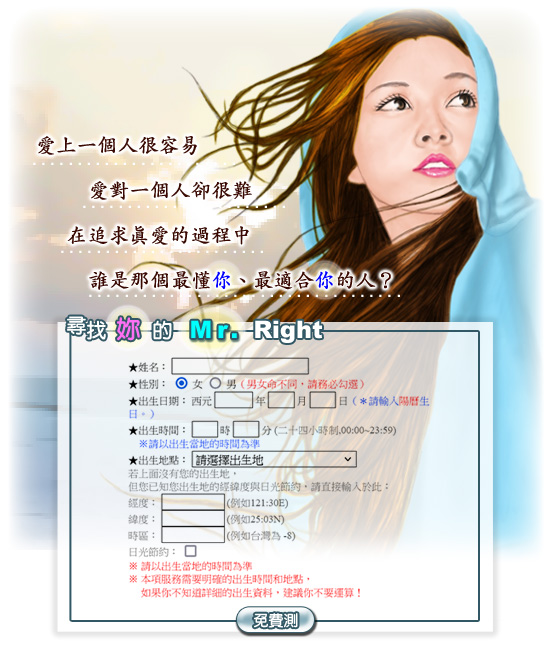 愛上一個人很容易
愛對一個人卻很難
在追求真愛的過程中
誰是那個最懂你、最適合你的人？
尋找 妳 的 Mr. Right
★姓名：
★性別： 女 男 (男女命不同，請務必勾選)
★出生日期： 西元 年 月 日 (＊請輸入陽曆生
日。)
★出生時間： 時 分 (二十四小時制,00:00~23:59)
※請以出生當地的時間為準
★出生地點： 請選擇出生地
若上面沒有您的出生地，
但您已知您出生地的經緯度與日光節約，請直接輸入於此：
經度： (例如121:30E)
緯度： (例如25:03N)
時區： (例如台灣為 -8)
日光節約：
※ 請以出生當地的時間為準
※ 本項服務需要明確的出生時間和地點，
如果你不知道詳細的出生資料，建議你不要運算！
免費測